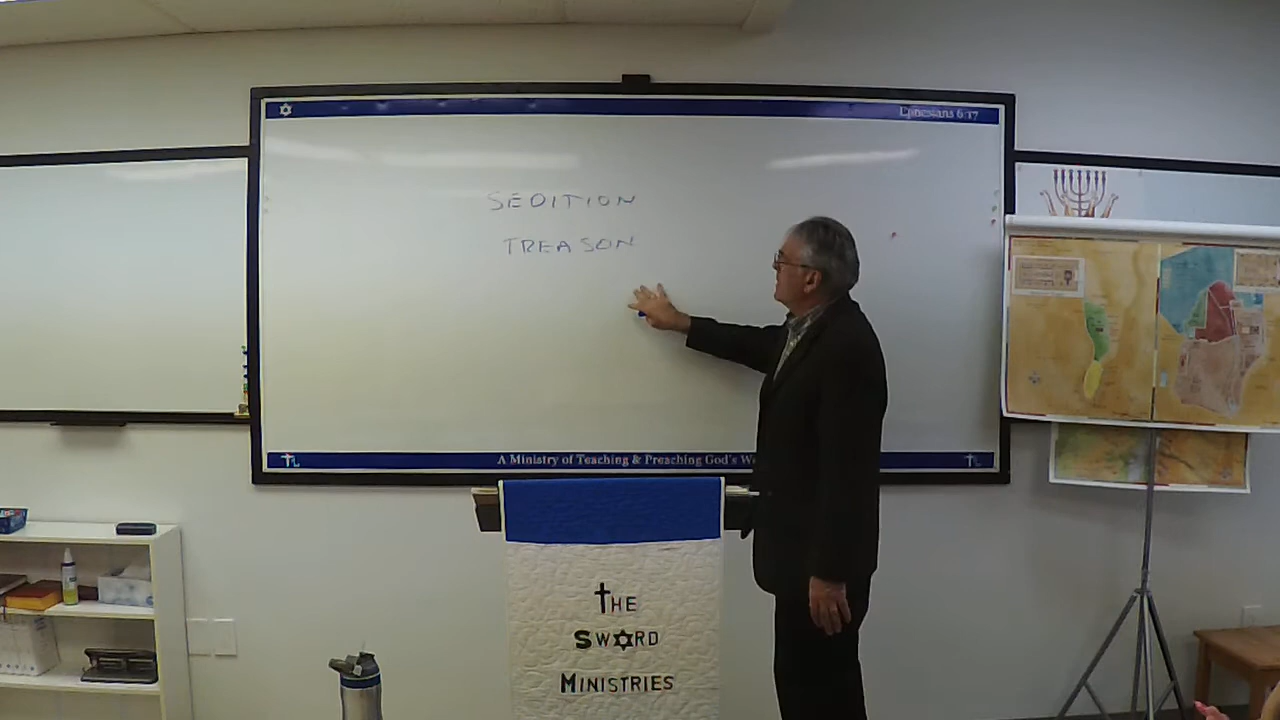 Ephesians 6:17
SEDITION
TREASON
A Ministry of Teaching & Preaching God's
THE
SWORD
MINISTRIES